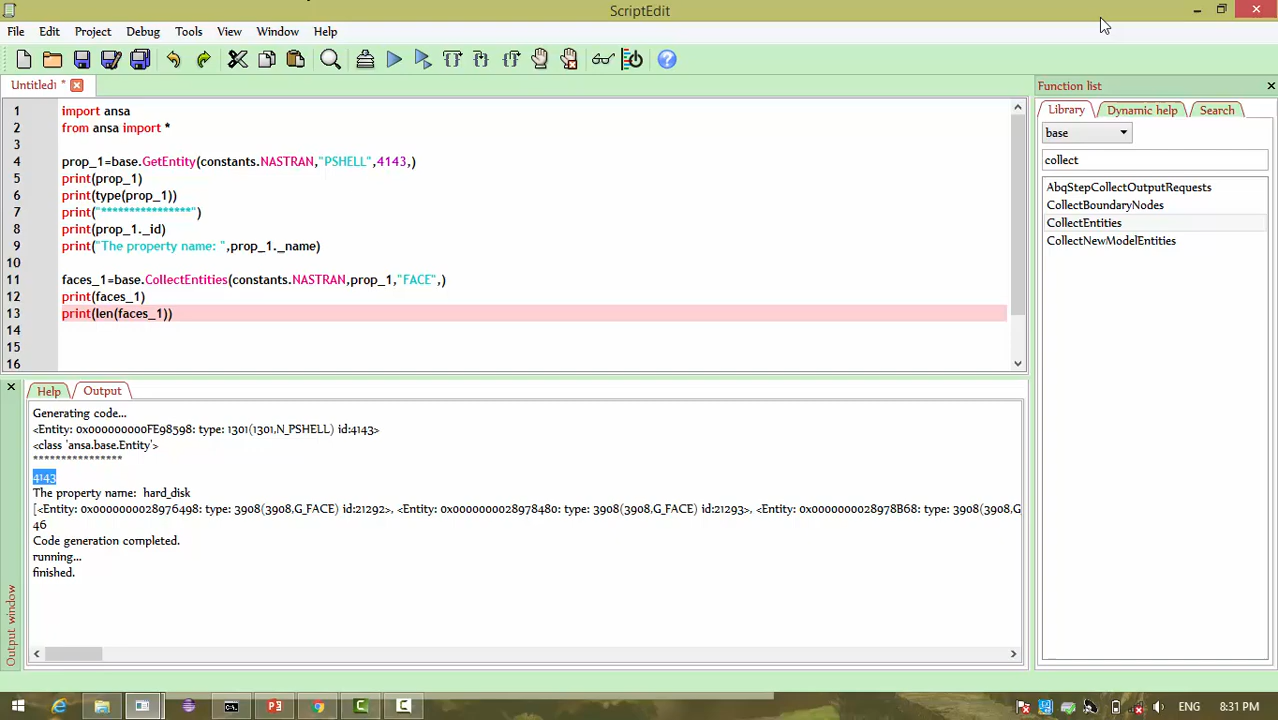 ScriptEdit
File Edit Project Debug Tools View Window Help
Untitled1 *
1 import ansa
2 from ansa import *
3
4 prop_1=base.GetEntity(constants.NASTRAN,"PSHELL",4143,)
5 print(prop_1)
6 print(type(prop_1))
7 print("****************")
8 print(prop_1._id)
9 print("The property name: ",prop_1._name)
10
11 faces_1=base.CollectEntities(constants.NASTRAN,prop_1,"FACE",)
12 print(faces_1)
13 print(len(faces_1))
14
15
16
Function list
Library Dynamic help Search
base
collect
AbqStepCollectOutputRequests
CollectBoundaryNodes
CollectEntities
CollectNewModelEntities
Output window
Help Output
Generating code...
<Entity: 0x000000000FE98598: type: 1301(1301,N_PSHELL) id:4143>
<class 'ansa.base.Entity'>
****************
4143
The property name:  hard_disk
[<Entity: 0x0000000028976498: type: 3908(3908,G_FACE) id:21292>, <Entity: 0x0000000028978480: type: 3908(3908,G_FACE) id:21293>, <Entity: 0x0000000028978B68: type: 3908(3908,G
46
Code generation completed.
running...
finished.
ENG 8:31 PM